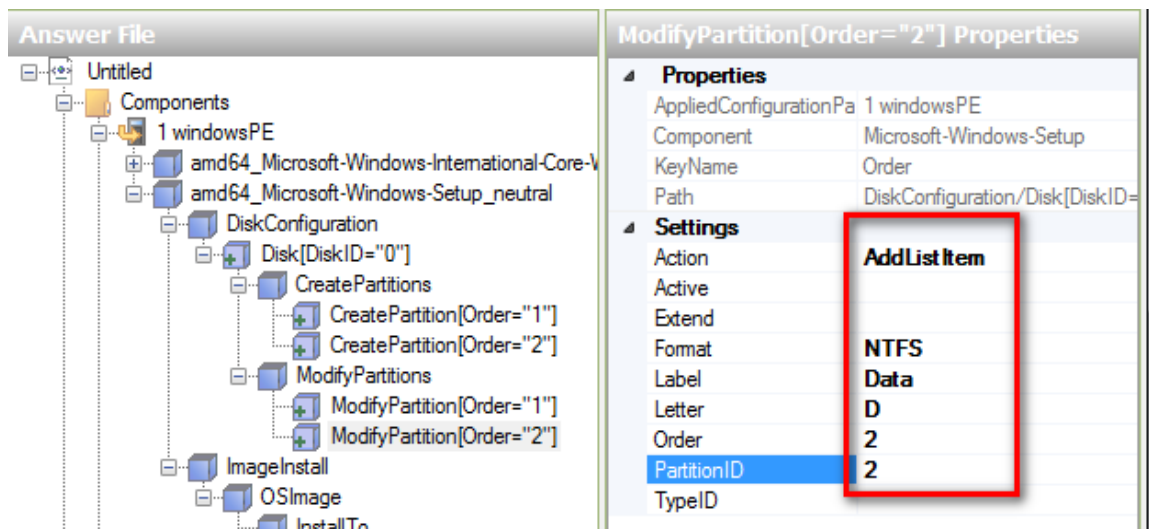 Answer File
Untitled
Components
1 windowsPE
amd64_Microsoft-Windows-International-Core-
amd64_Microsoft-Windows-Setup_neutral
DiskConfiguration
Disk[DiskID="0"]
CreatePartitions
CreatePartition[Order="1"]
CreatePartition[Order="2"]
ModifyPartitions
ModifyPartition[Order="1"]
ModifyPartition[Order="2"]
ImageInstall
OSImage
InstallTo
ModifyPartition[Order="2"] Properties
Properties
AppliedConfigurationPa 1 windowsPE
Component Microsoft-Windows-Setup
KeyName Order
Path DiskConfiguration/Disk[DiskID=
Settings
Action AddListItem
Active
Extend
Format NTFS
Label Data
Letter D
Order 2
PartitionID 2
TypeID